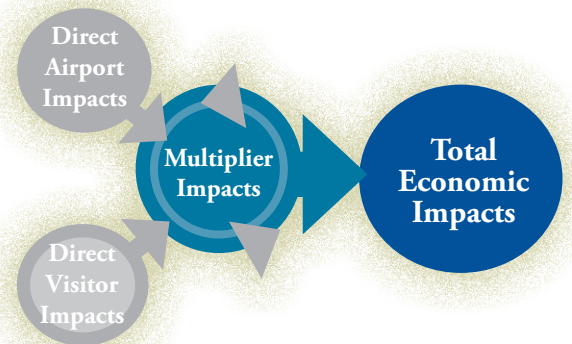 Direct
Airport
Impacts
Multiplier
Impacts
Total
Economic
Impacts
Direct
Visitor
Impacts